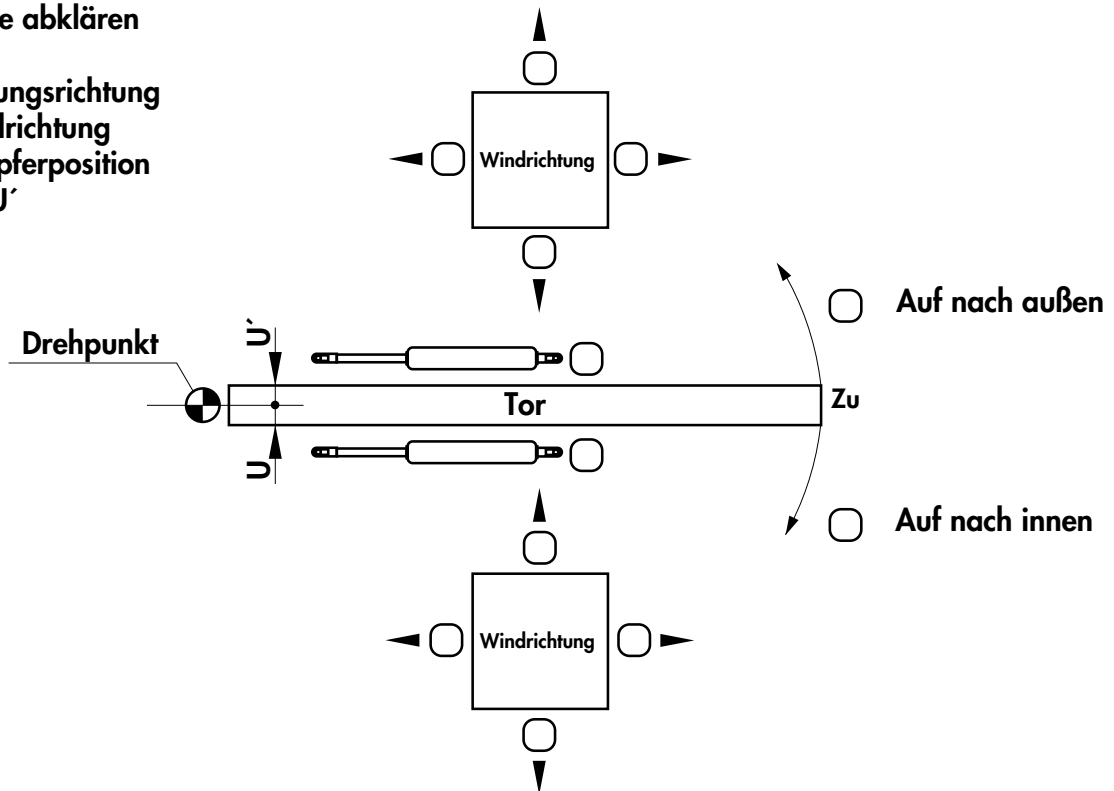 e abklären
ungsrichtung
drichtung
pferposition
U´
Windrichtung
Auf nach außen
Drehpunkt
U´
Tor
Zu
U
Auf nach innen
Windrichtung